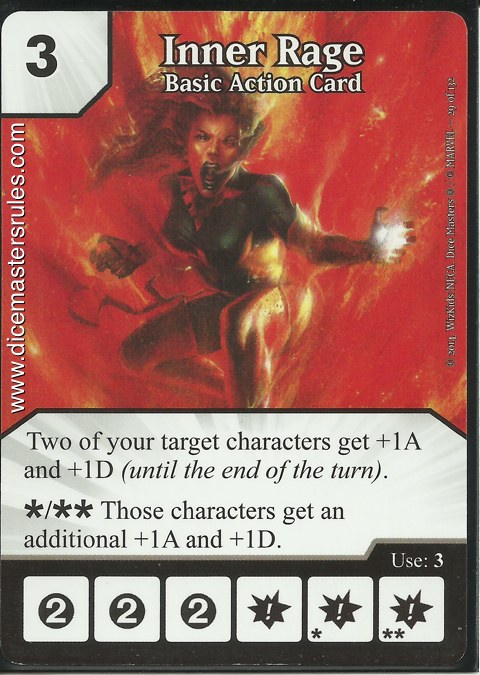 3
Inner Rage
Basic Action Card
www.dicemastersrules.com
© 2014 WizKids/NECA Dice Masters ® - © MARVEL - 29 of 132
Two of your target characters get +1A
and +1D (until the end of the turn).
*/** Those characters get an
additional +1A and +1D.
Use: 3
2 2 2 ! ! !
* **